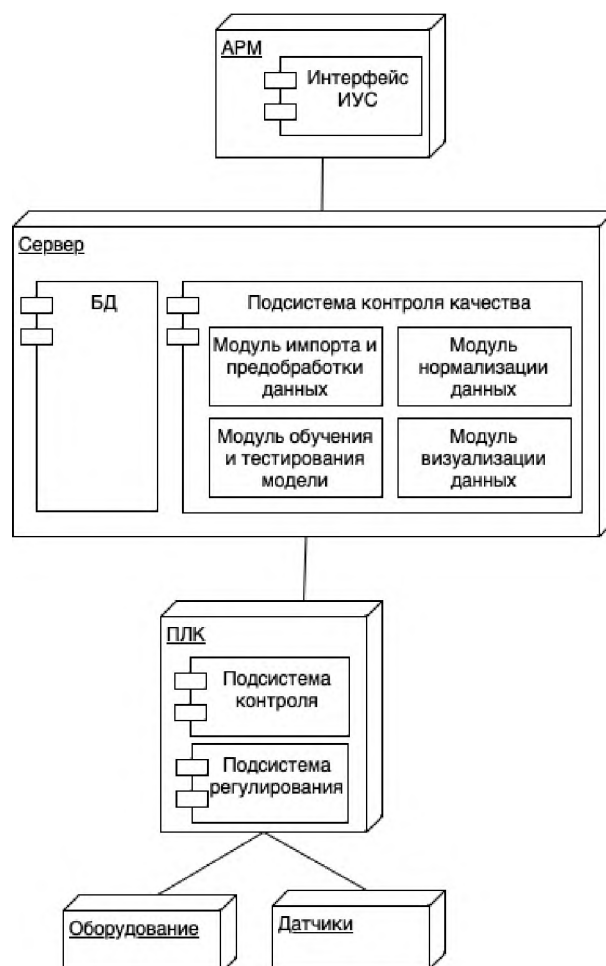 АРМ
Интерфейс
ИУС
Сервер
БД
Подсистема контроля качества
Модуль импорта и
предобработки
данных
Модуль
нормализации
данных
Модуль обучения
и тестирования
модели
Модуль
визуализации
данных
ПЛК
Подсистема
контроля
Подсистема
регулирования
Оборудование
Датчики